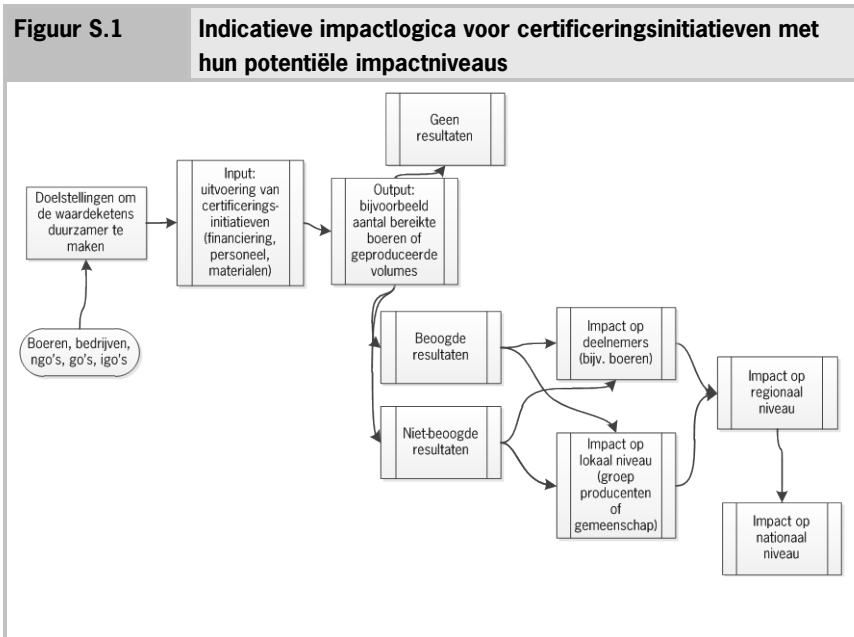 Figuur S.1
Indicatieve impactlogica voor certificeringsinitiatieven met
hun potentiële impactniveaus
Geen
resultaten
Doelstellingen om
de waardeketens
duurzamer te
maken
Input:
uitvoering van
certificerings-
initiatieven
(financiering,
personeel,
materialen)
Output:
bijvoorbeeld
aantal bereikte
boeren of
geproduceerde
volumes
Boeren, bedrijven,
ngo's, go's, igo's
Beoogde
resultaten
Impact op
deelnemers
(bijv. boeren)
Impact op
regionaal
niveau
Niet-beoogde
resultaten
Impact op
lokaal niveau
(groep
producenten
of
gemeenschap)
Impact op
nationaal
niveau